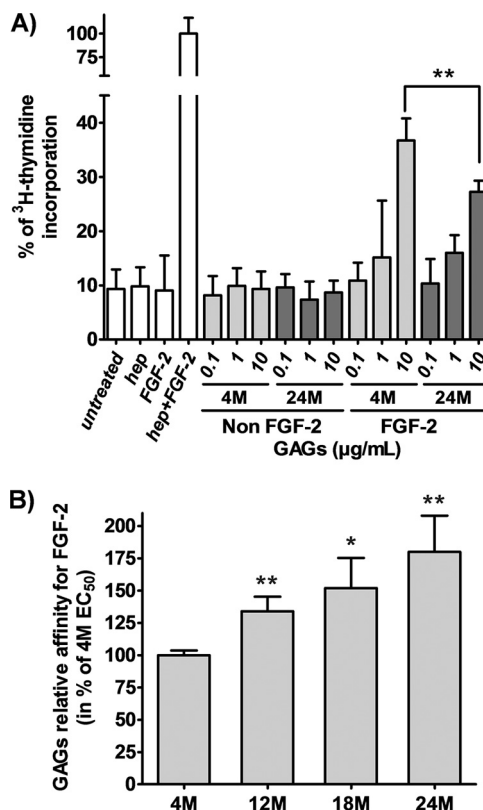 A)
% of ³H-thymidine
incorporation
100
75
40
30
20
10
0
**
untreated
hep
FGF-2
hep+FGF-2
0.1 1 10 0.1 1 10 0.1 1 10 0.1 1 10
4M 24M 4M 24M
Non FGF-2 FGF-2
GAGs (µg/mL)
B)
GAGs relative affinity for FGF-2
(in % of 4M EC₅₀)
200
175
150
125
100
75
50
25
0
** * **
4M 12M 18M 24M